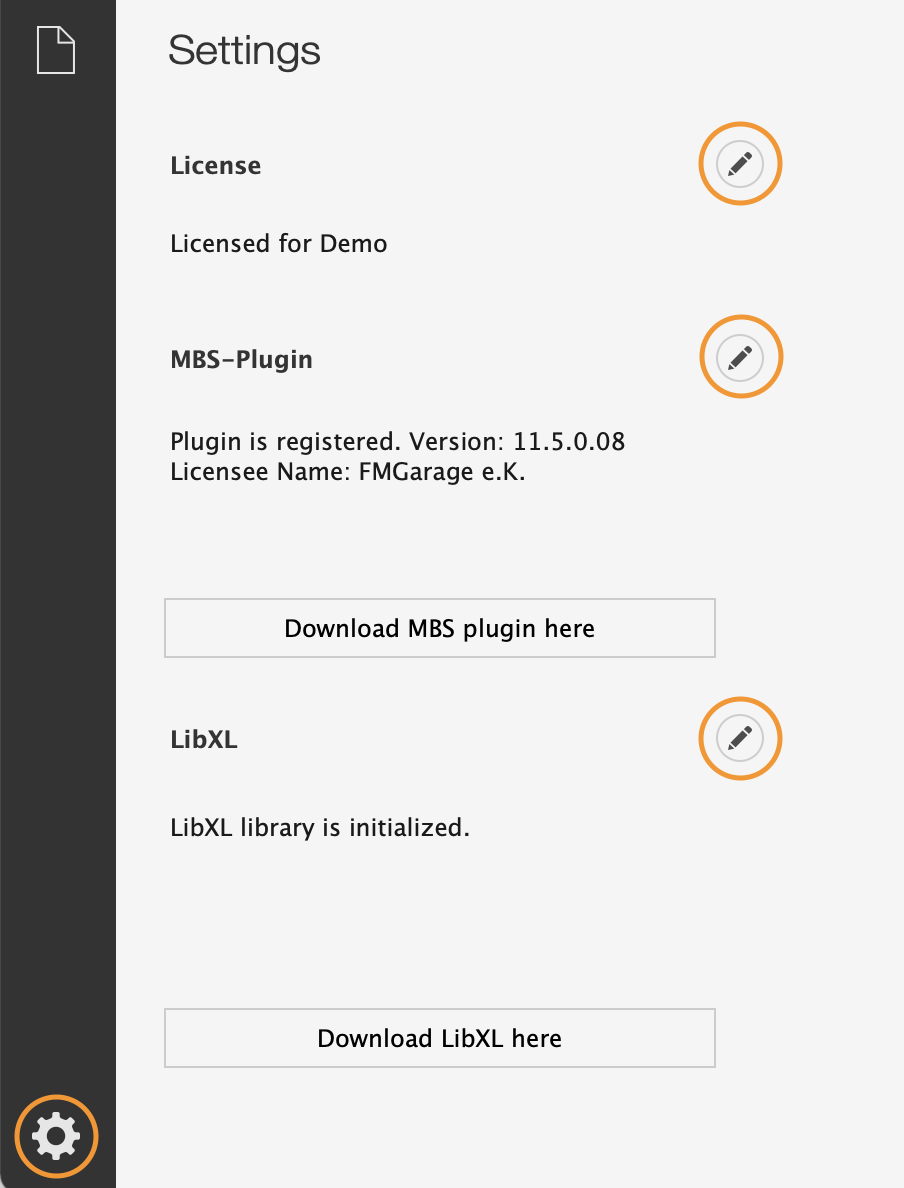 Settings
License
Licensed for Demo
MBS-Plugin
Plugin is registered. Version: 11.5.0.08
Licensee Name: FMGarage e.K.
Download MBS plugin here
LibXL
LibXL library is initialized.
Download LibXL here